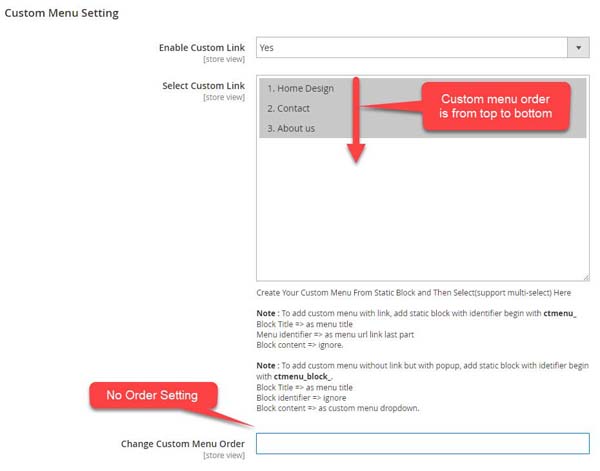 Custom Menu Setting
Enable Custom Link
Yes
[store view]
Select Custom Link
[store view]
1. Home Design
2. Contact
3. About us
Custom menu order
is from top to bottom
Create Your Custom Menu From Static Block and Then Select(support multi-select) Here
Note : To add custom menu with link, add static block with identifier begin with ctmenu_
Block Title => as menu title
Menu identifier => as menu url link last part
Block content => ignore.
Note : To add custom menu without link but with popup, add static block with idetifier begin
with ctmenu_block_.
Block Title => as menu title
Block identifier => ignore
Block content => as custom menu dropdown.
No Order Setting
Change Custom Menu Order
[store view]